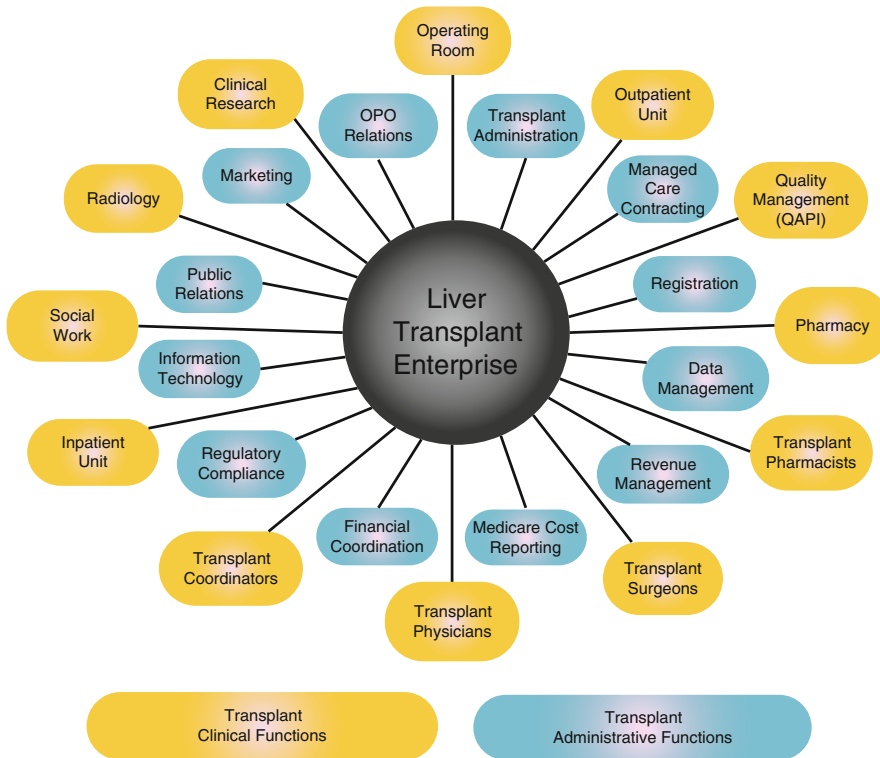 Operating
Room
Clinical
Research
OPO
Relations
Transplant
Administration
Outpatient
Unit
Marketing
Managed
Care
Contracting
Radiology
Quality
Management
(QAPI)
Public
Relations
Registration
Liver
Transplant
Enterprise
Social
Work
Pharmacy
Information
Technology
Data
Management
Inpatient
Unit
Regulatory
Compliance
Revenue
Management
Transplant
Pharmacists
Financial
Coordination
Medicare Cost
Reporting
Transplant
Coordinators
Transplant
Surgeons
Transplant
Physicians
Transplant
Clinical Functions
Transplant
Administrative Functions